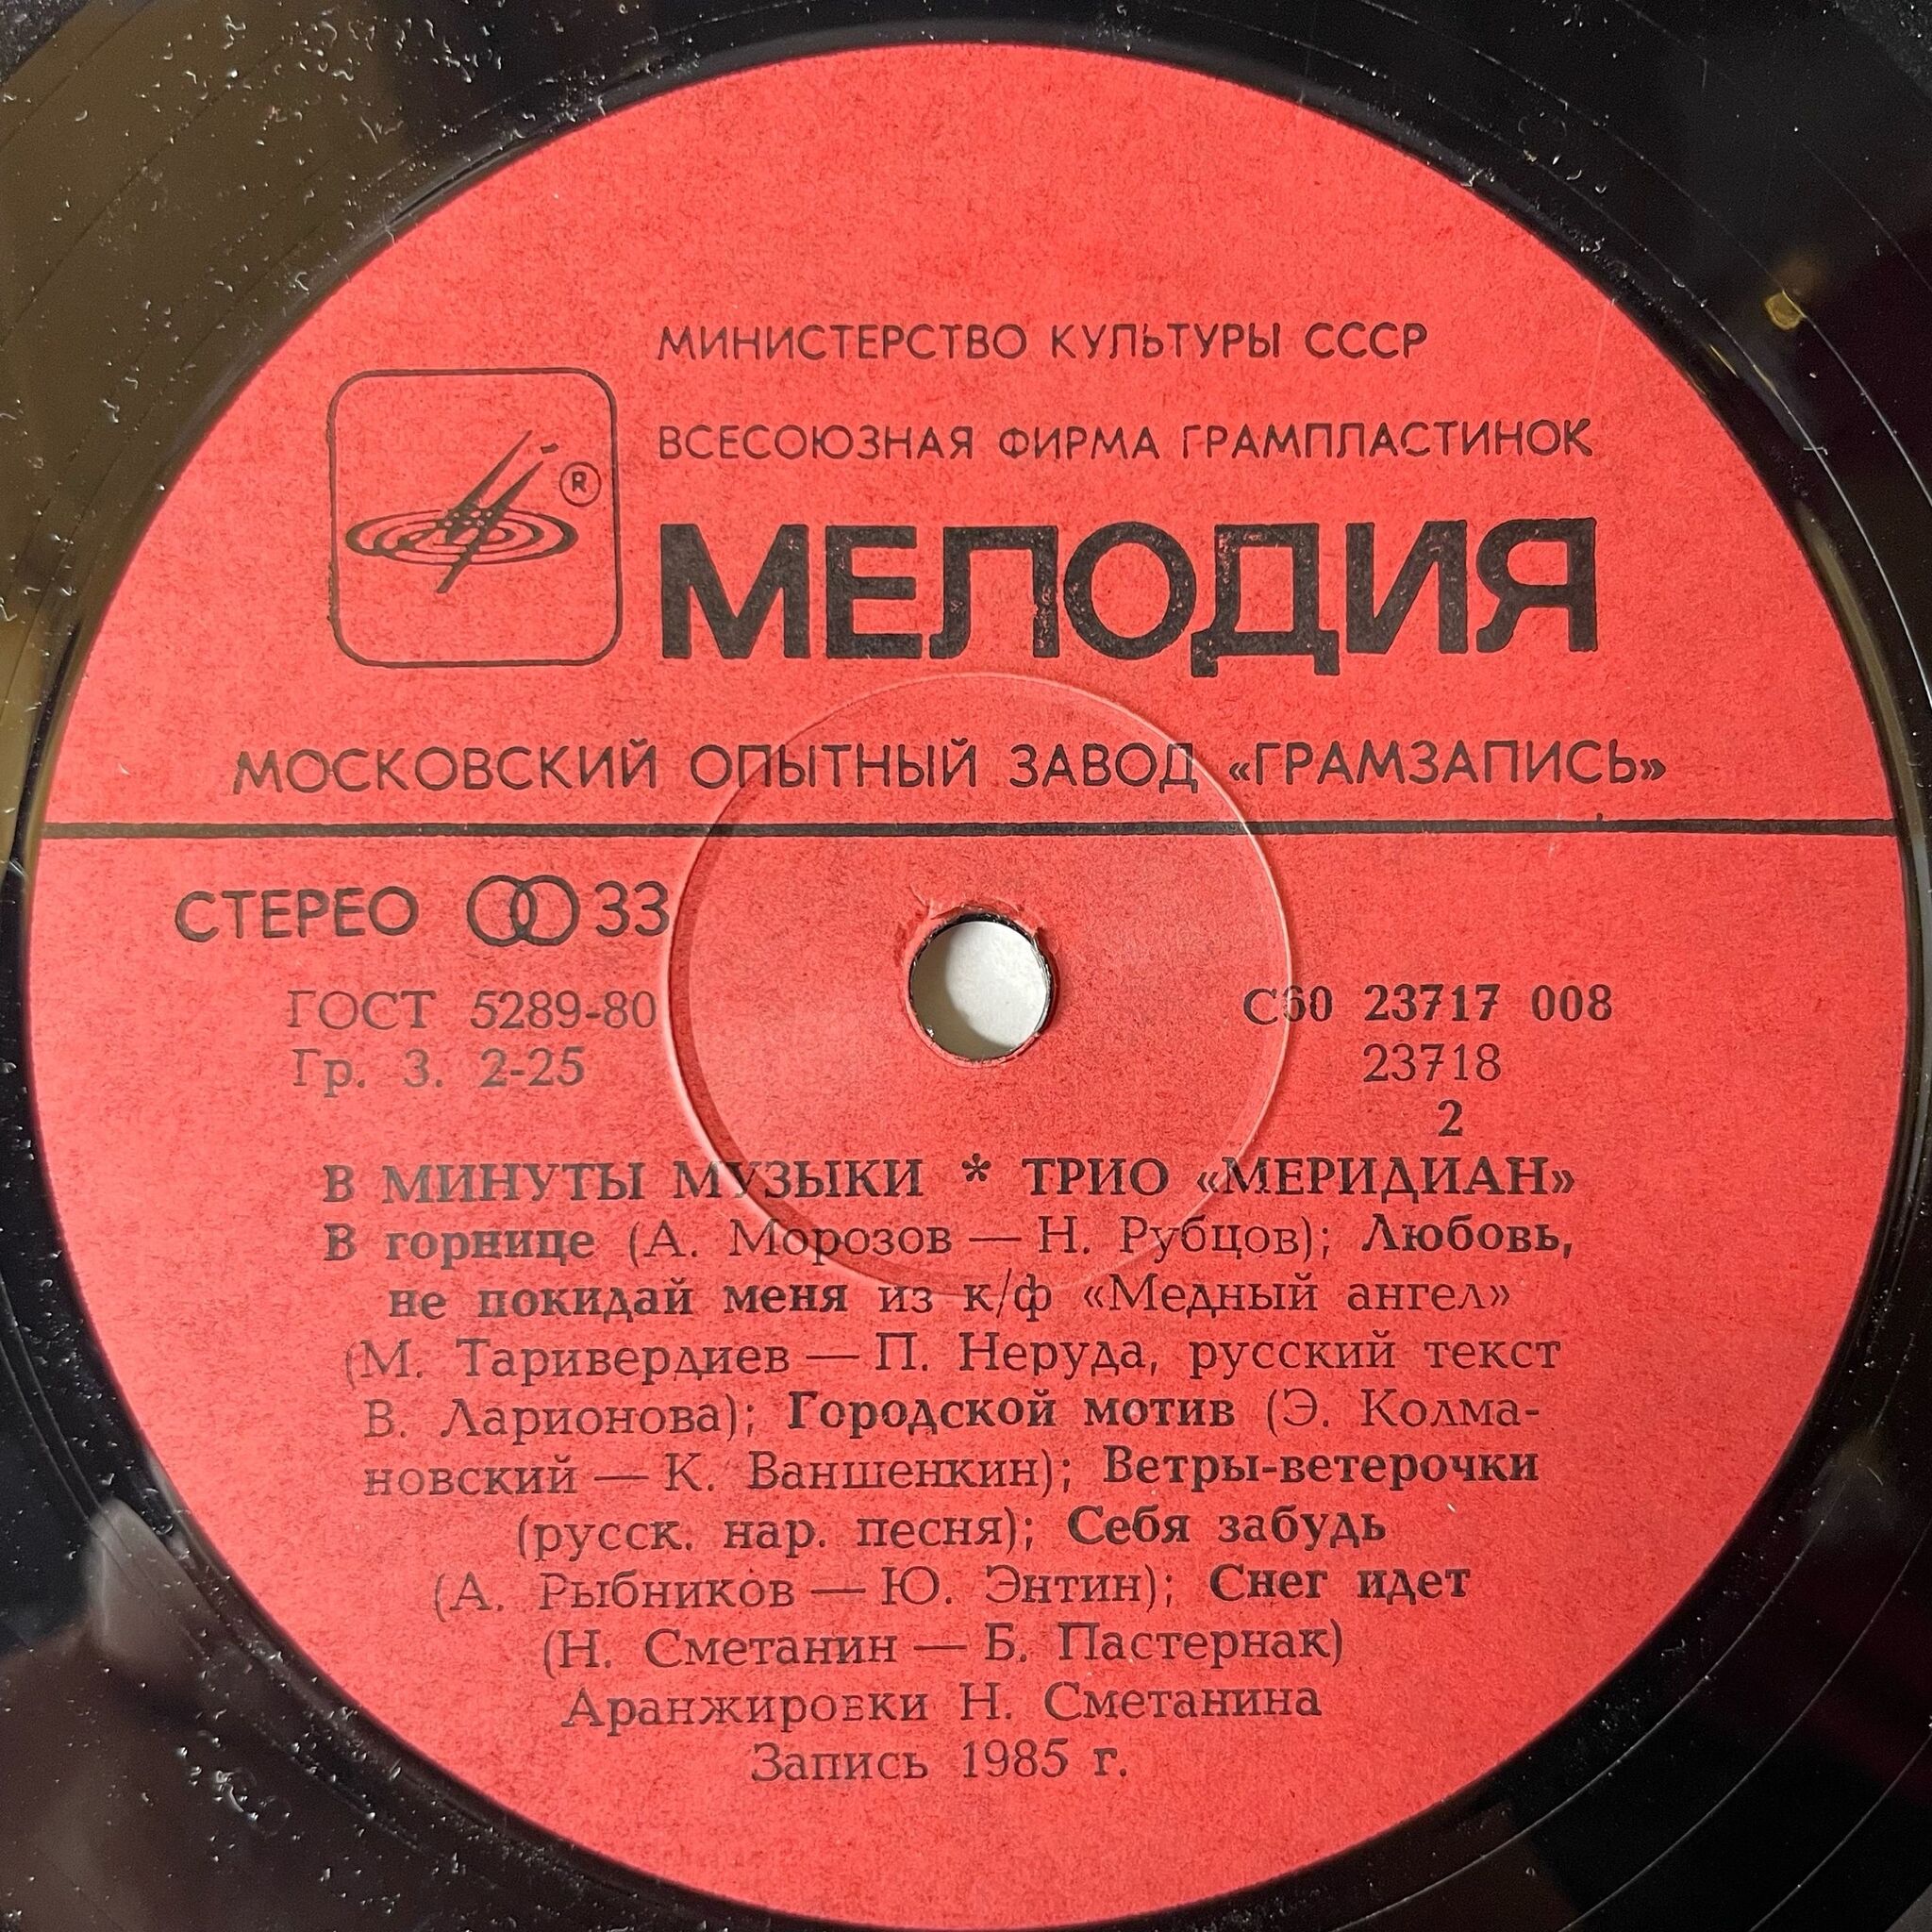 МИНИСТЕРСТВО КУЛЬТУРЫ СССР
ВСЕСОЮЗНАЯ ФИРМА ГРАМПЛАСТИНОК
®
МЕЛОДИЯ
МОСКОВСКИЙ ОПЫТНЫЙ ЗАВОД «ГРАМЗАПИСЬ»
СТЕРЕО 33
ГОСТ 5289-80
Гр. 3. 2-25
С60 23717 008
23718
2
В МИНУТЫ МУЗЫКИ * ТРИО «МЕРИДИАН»
В горнице (А. Морозов — Н. Рубцов); Любовь,
не покидай меня из к/ф «Медный ангел»
(М. Таривердиев — П. Неруда, русский текст
В. Ларионова); Городской мотив (Э. Колма-
новский — К. Ваншенкин); Ветры-ветерочки
(русск. нар. песня); Себя забудь
(А. Рыбников — Ю. Энтин); Снег идет
(Н. Сметанин — Б. Пастернак)
Аранжировки Н. Сметанина
Запись 1985 г.